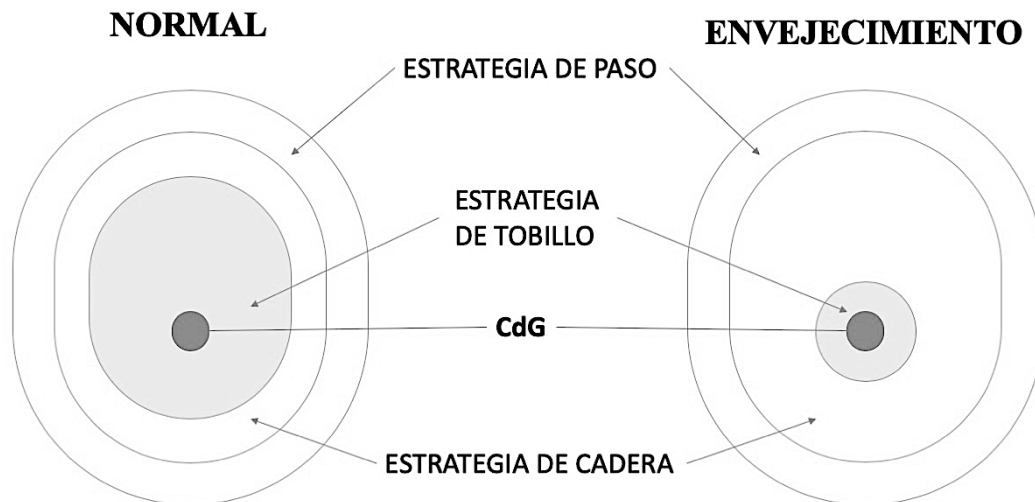 NORMAL
ENVEJECIMIENTO
ESTRATEGIA DE PASO
ESTRATEGIA
DE TOBILLO
CdG
ESTRATEGIA DE CADERA